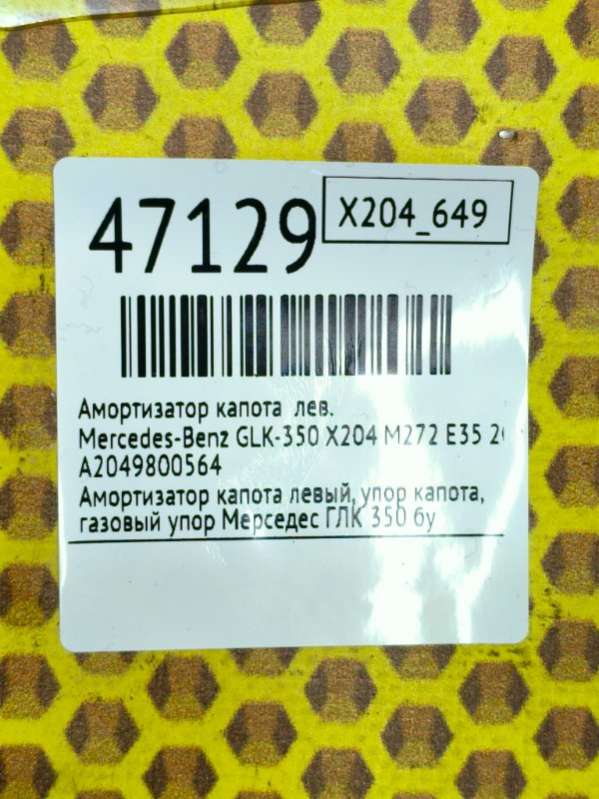 47129
X204_649
Амортизатор капота лев.
Mercedes-Benz GLK-350 X204 M272 E35
A2049800564
Амортизатор капота левый, упор капота,
газовый упор Мерседес ГЛК 350 бу